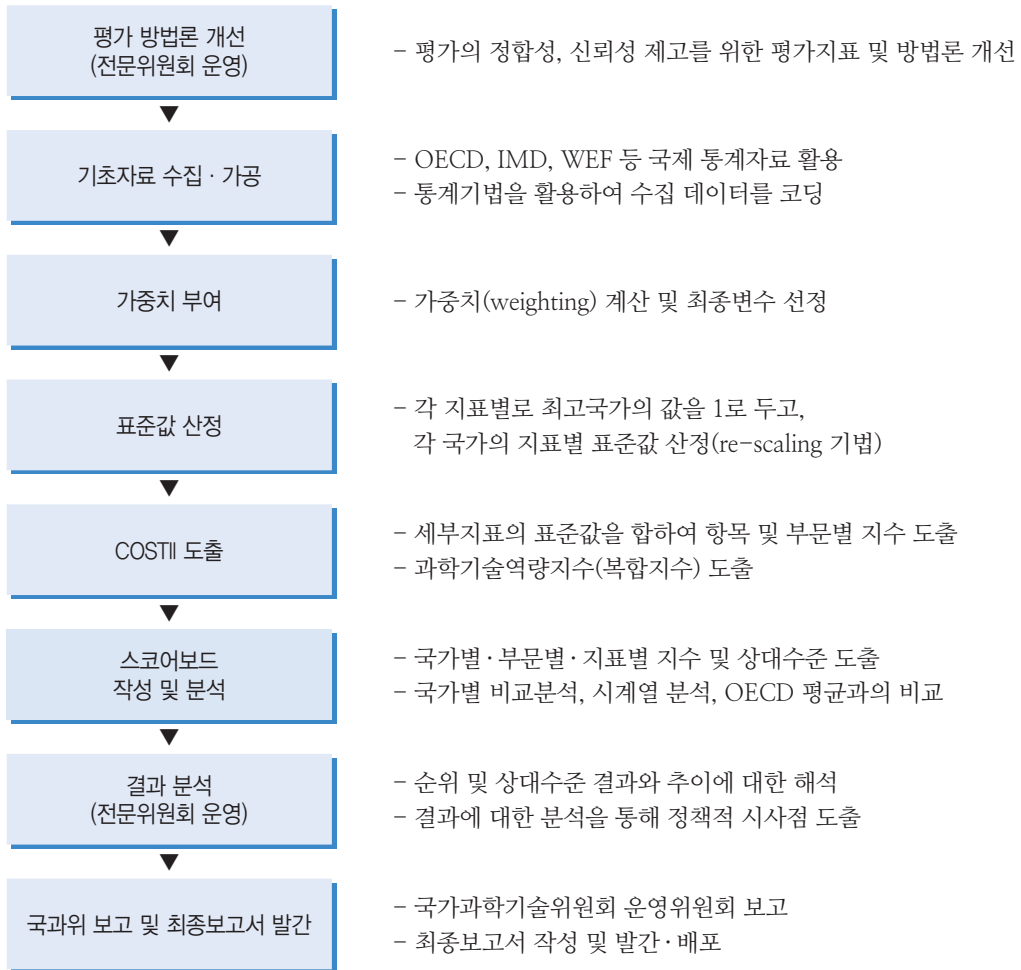 평가 방법론 개선
(전문위원회 운영)
- 평가의 정합성, 신뢰성 제고를 위한 평가지표 및 방법론 개선
기초자료 수집 · 가공
- OECD, IMD, WEF 등 국제 통계자료 활용
- 통계기법을 활용하여 수집 데이터를 코딩
가중치 부여
- 가중치(weighting) 계산 및 최종변수 선정
표준값 산정
- 각 지표별로 최고국가의 값을 1로 두고,
각 국가의 지표별 표준값 산정(re-scaling 기법)
COSTII 도출
- 세부지표의 표준값을 합하여 항목 및 부문별 지수 도출
- 과학기술역량지수(복합지수) 도출
스코어보드
작성 및 분석
- 국가별·부문별·지표별 지수 및 상대수준 도출
- 국가별 비교분석, 시계열 분석, OECD 평균과의 비교
결과 분석
(전문위원회 운영)
- 순위 및 상대수준 결과와 추이에 대한 해석
- 결과에 대한 분석을 통해 정책적 시사점 도출
국과위 보고 및 최종보고서 발간
- 국가과학기술위원회 운영위원회 보고
- 최종보고서 작성 및 발간·배포